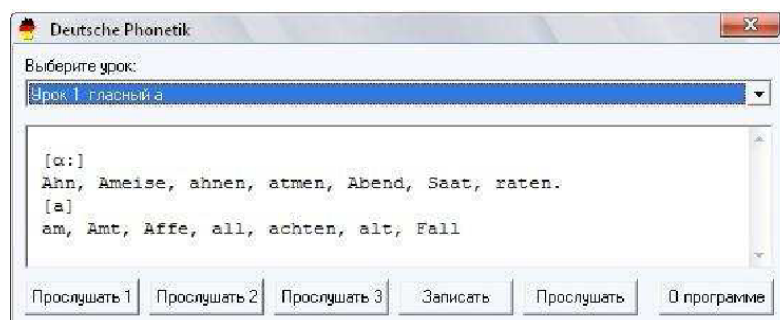 Deutsche Phonetik
Выберите урок:
Урок 1 гласный а
[ɑ:]
Ahn, Ameise, ahnen, atmen, Abend, Saat, raten.
[a]
am, Amt, Affe, all, achten, alt, Fall
Прослушать 1 Прослушать 2 Прослушать 3 Записать Прослушать О программе